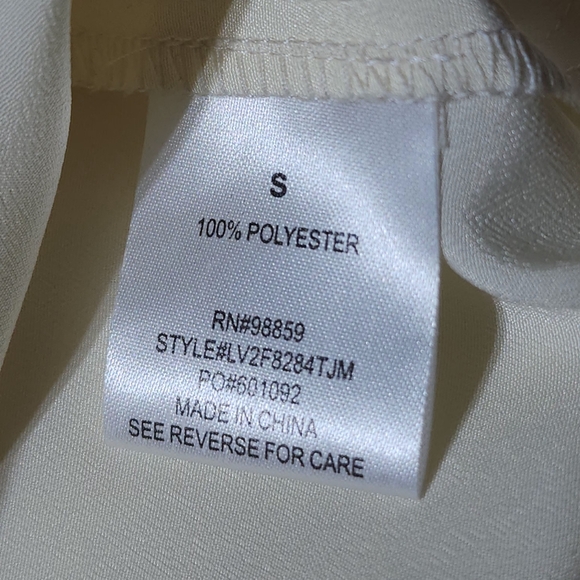 S
100% POLYESTER
RN#98859
STYLE#LV2F8284TJM
PO#601092
MADE IN CHINA
SEE REVERSE FOR CARE